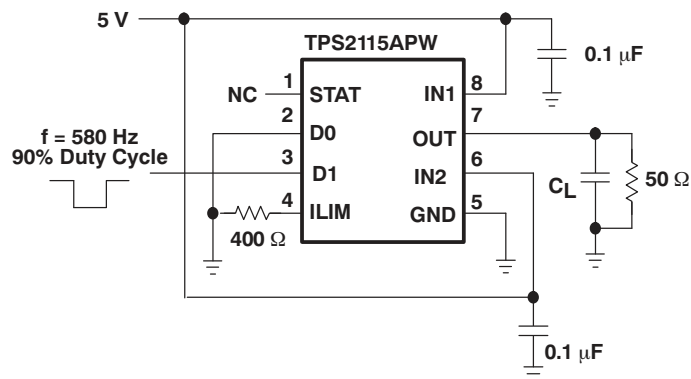 5 V
TPS2115APW
0.1 μF
NC
1
STAT
IN1
8
2
D0
OUT
7
f = 580 Hz
90% Duty Cycle
3
D1
IN2
6
CL
50 Ω
4
ILIM
GND
5
400 Ω
0.1 μF